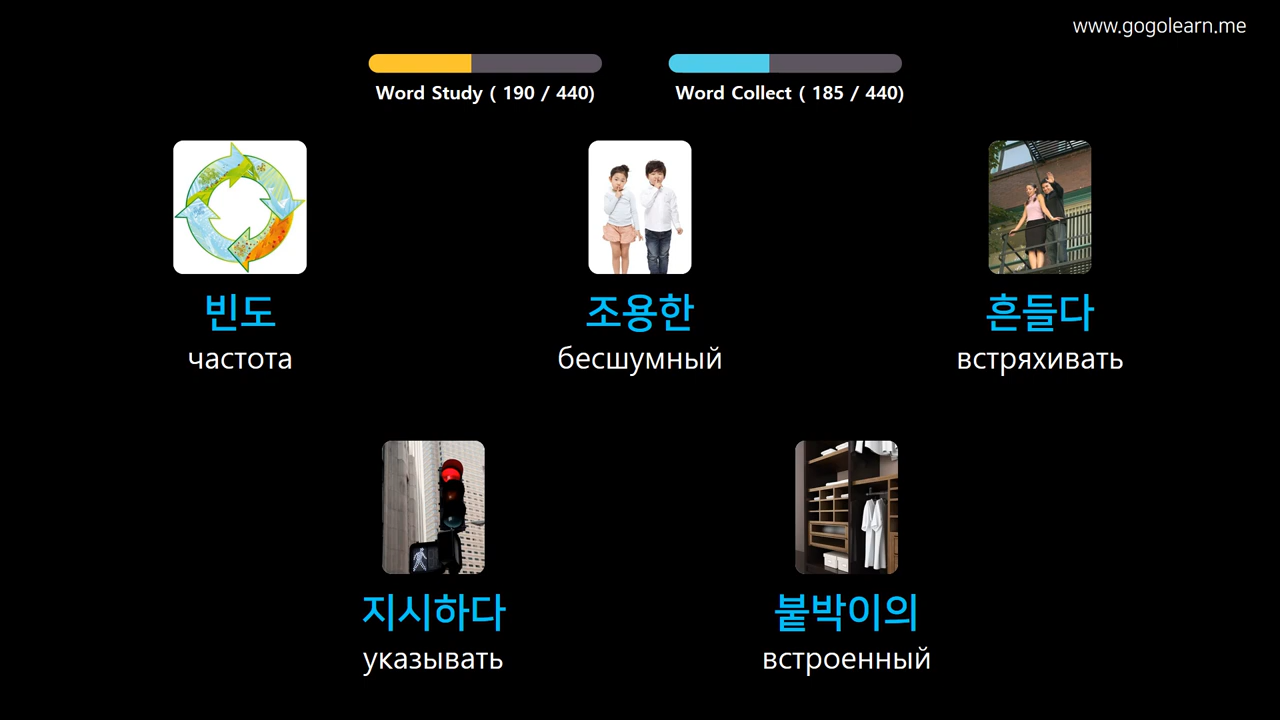 www.gogolearn.me
Word Study ( 190 / 440)
Word Collect ( 185 / 440)
빈도
частота
조용한
бесшумный
흔들다
встряхивать
지시하다
указывать
붙박이의
встроенный